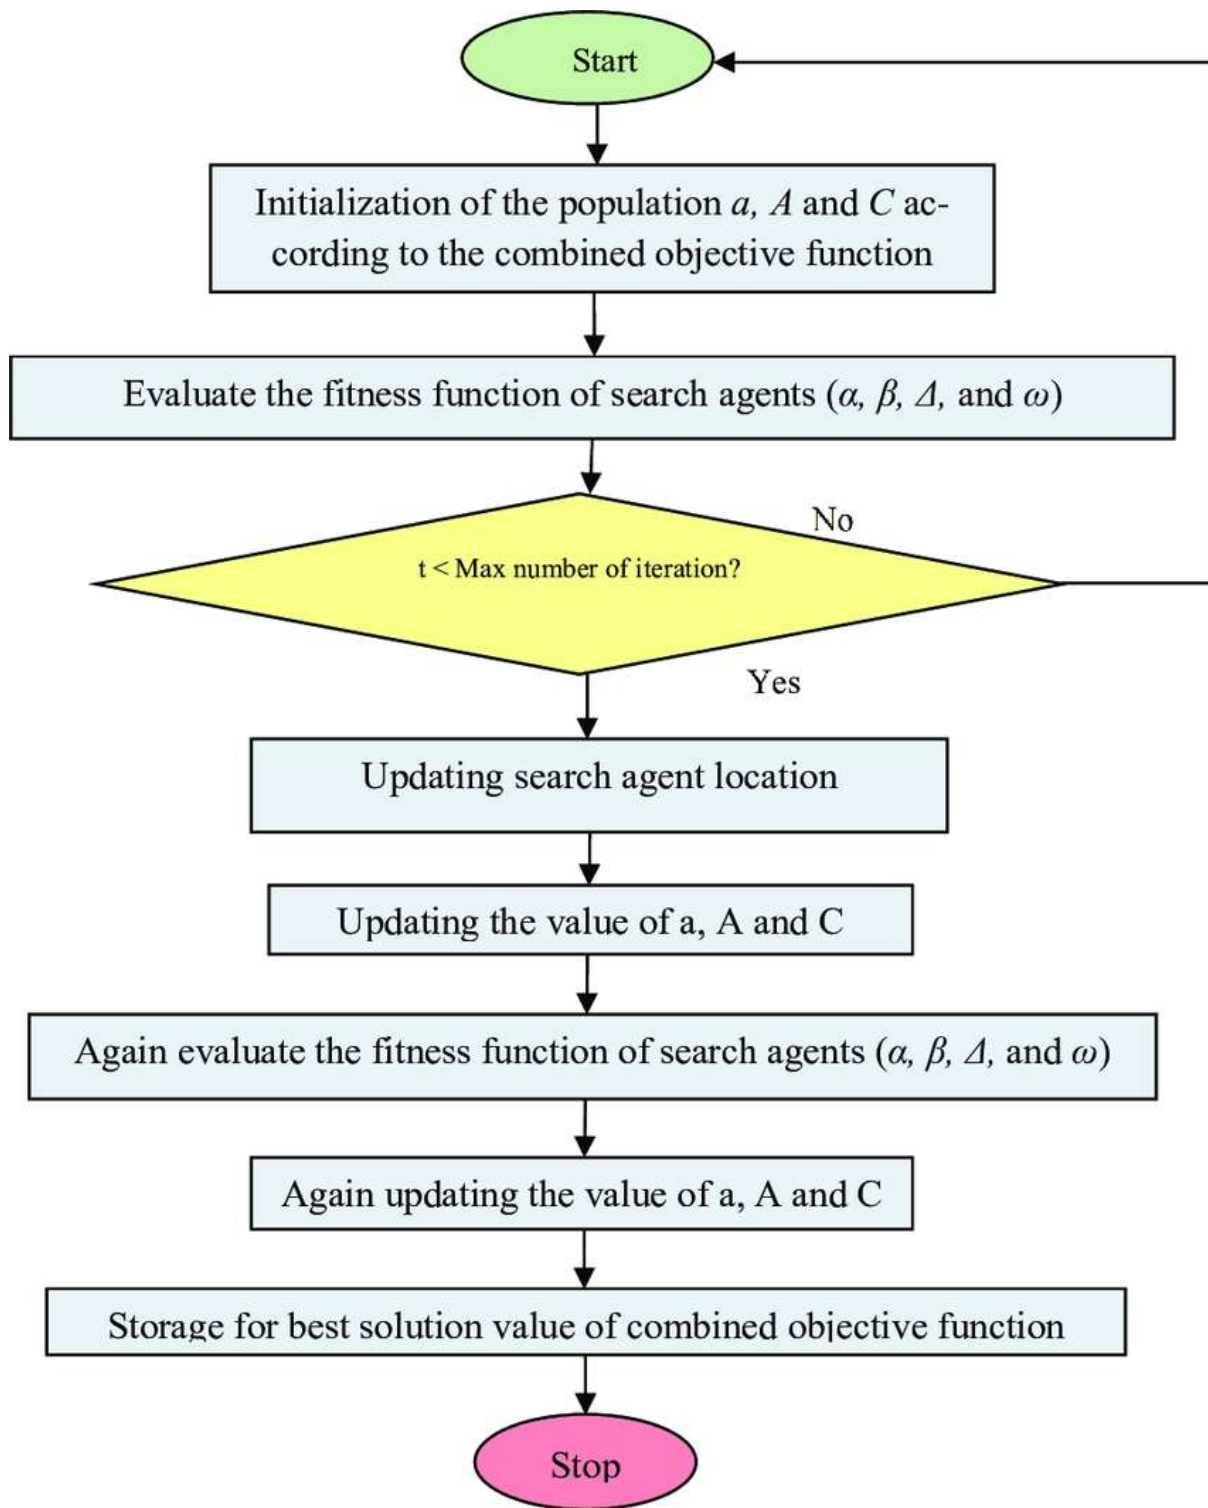 Start
Initialization of the population a, A and C ac-
cording to the combined objective function
Evaluate the fitness function of search agents (α, β, Δ, and ω)
No
t < Max number of iteration?
Yes
Updating search agent location
Updating the value of a, A and C
Again evaluate the fitness function of search agents (α, β, Δ, and ω)
Again updating the value of a, A and C
Storage for best solution value of combined objective function
Stop